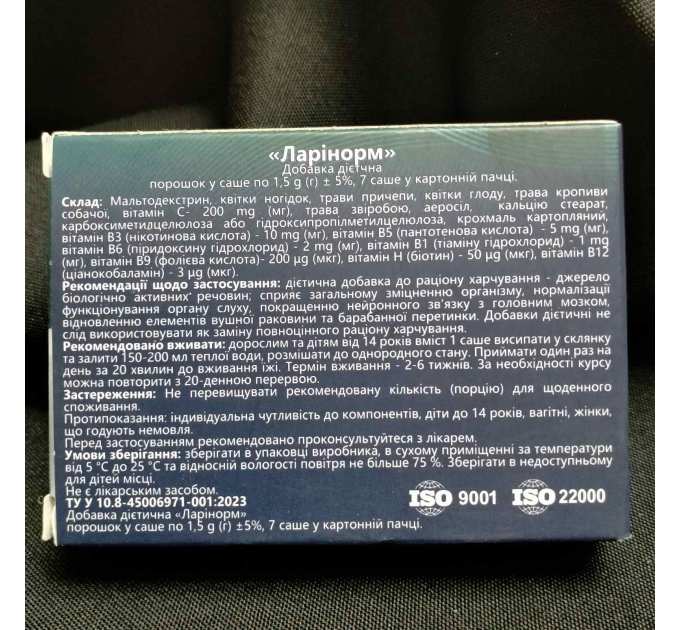 «Ларінорм»
Добавка дієтична
порошок у саше по 1,5 g (г) ± 5%, 7 саше у картонній пачці.
Склад: Мальтодекстрин, квітки ногідок, трави причепи, квітки глоду, трава кропиви
собачої, вітамін С- 200 mg (мг), трава звіробою, аеросіл, кальцію стеарат,
карбоксиметилцелюлоза або гідроксипропілметилцелюлоза, крохмаль картопляний,
вітамін В3 (нікотинова кислота) - 10 mg (мг), вітамін В5 (пантотенова кислота) - 5 mg (мг),
вітамін В6 (піридоксину гідрохлорид) - 2 mg (мг), вітамін В1 (тіаміну гідрохлорид) - 1 mg
(мг), вітамін В9 (фолієва кислота)- 200 µg (мкг), вітамін Н (біотин) - 50 µg (мкг), вітамін В12
(ціанокобаламін) - 3 µg (мкг).
Рекомендації щодо застосування: дієтична добавка до раціону харчування - джерело
біологічно активних речовин; сприяє загальному зміцненню організму, нормалізації
функціонування органу слуху, покращенню нейронного зв'язку з головним мозком,
відновленню елементів вушної раковини та барабанної перетинки. Добавки дієтичні не
слід використовувати як заміну повноцінного раціону харчування.
Рекомендовано вживати: дорослим та дітям від 14 років вміст 1 саше висипати у склянку
та залити 150-200 мл теплої води, розмішати до однорідного стану. Приймати один раз на
день за 20 хвилин до вживання їжі. Термін вживання - 2-6 тижнів. За необхідності курсу
можна повторити з 20-денною перервою.
Застереження: Не перевищувати рекомендовану кількість (порцію) для щоденного
споживання.
Протипоказання: індивідуальна чутливість до компонентів, діти до 14 років, вагітні, жінки,
що годують немовля.
Перед застосуванням рекомендовано проконсультуйтеся з лікарем.
Умови зберігання: зберігати в упаковці виробника, в сухому приміщенні за температури
від 5 °С до 25 °С та відносній вологості повітря не більше 75 %. Зберігати в недоступному
для дітей місці.
Не є лікарським засобом.
ТУ У 10.8-45006971-001:2023
Добавка дієтична «Ларінорм»
порошок у саше по 1,5 g (г) ±5%, 7 саше у картонній пачці.
ISO 9001
ISO 22000